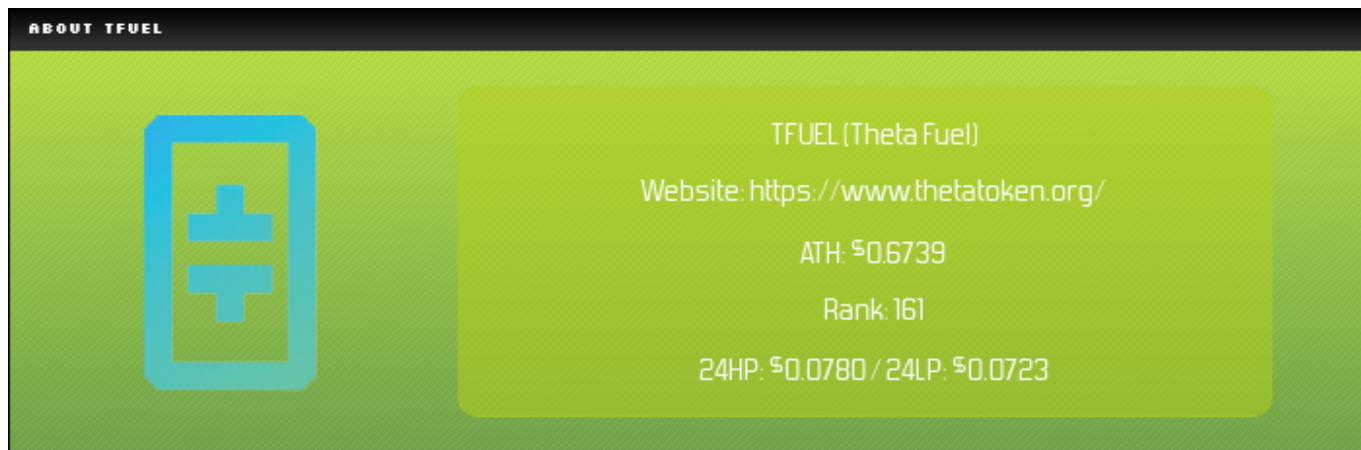 ABOUT TFUEL
TFUEL (Theta Fuel)
Website: https://www.thetatoken.org/
ATH: $0.6739
Rank: 161
24HP: $0.0780 / 24LP: $0.0723